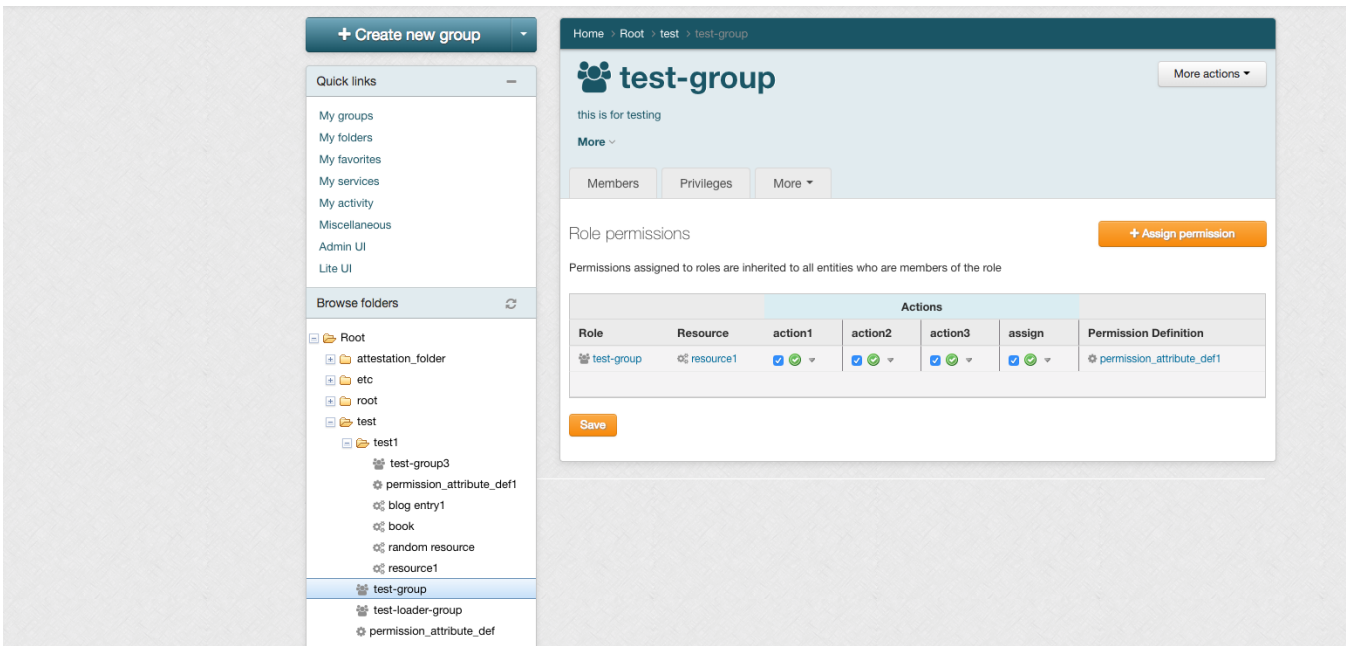 + Create new group
Quick links
My groups
My folders
My favorites
My services
My activity
Miscellaneous
Admin UI
Lite UI
Browse folders
Root
attestation_folder
etc
root
test
test1
test-group3
permission_attribute_def1
blog entry1
book
random resource
resource1
test-group
test-loader-group
permission_attribute_def
Home > Root > test > test-group
test-group
More actions
this is for testing
More
Members Privileges More
Role permissions
+ Assign permission
Permissions assigned to roles are inherited to all entities who are members of the role
Actions
Role Resource action1 action2 action3 assign Permission Definition
test-group resource1 permission_attribute_def1
Save